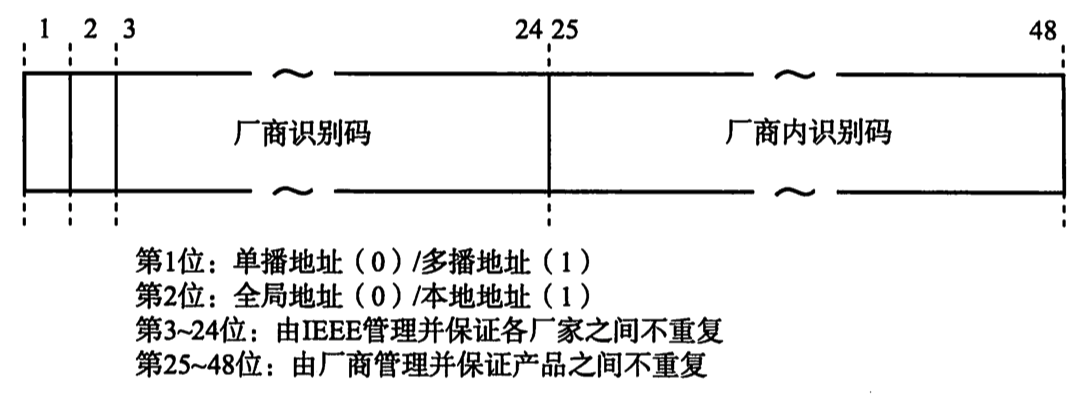 1 2 3 24 25 48
厂商识别码 厂商内识别码
第1位：单播地址（0）/多播地址（1）
第2位：全局地址（0）/本地地址（1）
第3~24位：由IEEE管理并保证各厂家之间不重复
第25~48位：由厂商管理并保证产品之间不重复